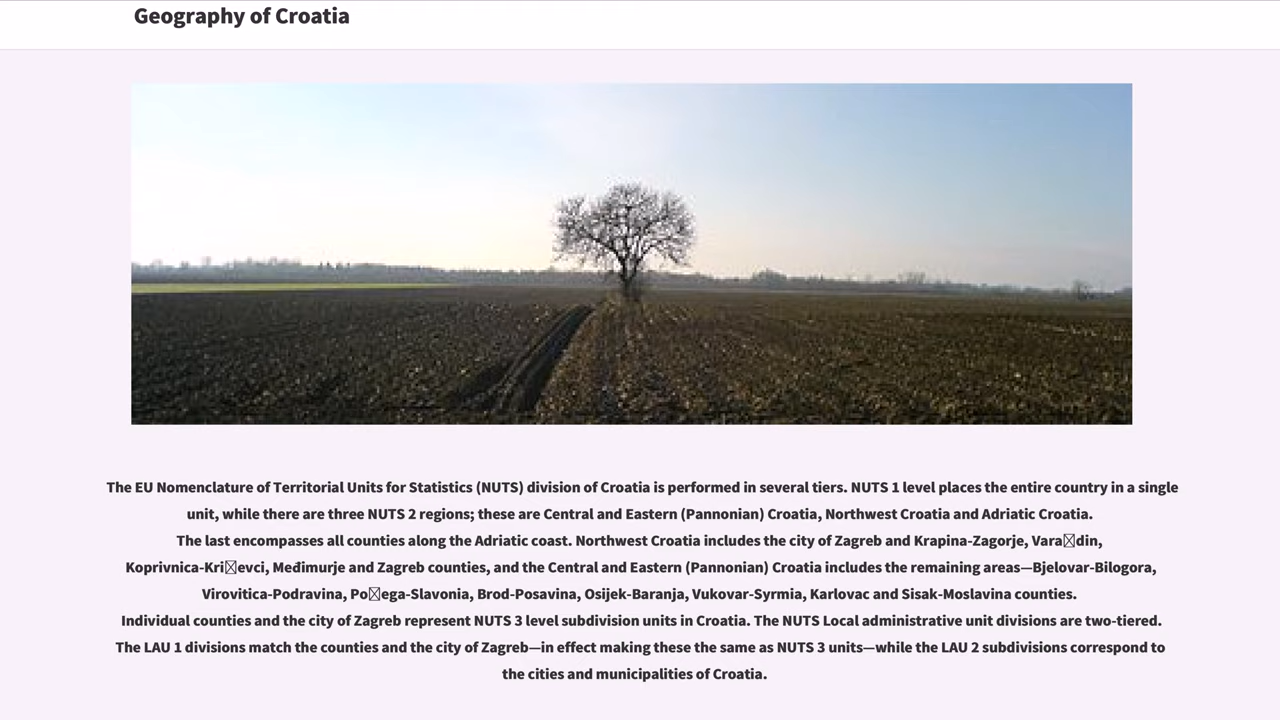 Geography of Croatia
The EU Nomenclature of Territorial Units for Statistics (NUTS) division of Croatia is performed in several tiers. NUTS 1 level places the entire country in a single
unit, while there are three NUTS 2 regions; these are Central and Eastern (Pannonian) Croatia, Northwest Croatia and Adriatic Croatia.
The last encompasses all counties along the Adriatic coast. Northwest Croatia includes the city of Zagreb and Krapina-Zagorje, Vara□din,
Koprivnica-Kri□evci, Međimurje and Zagreb counties, and the Central and Eastern (Pannonian) Croatia includes the remaining areas—Bjelovar-Bilogora,
Virovitica-Podravina, Po□ega-Slavonia, Brod-Posavina, Osijek-Baranja, Vukovar-Syrmia, Karlovac and Sisak-Moslavina counties.
Individual counties and the city of Zagreb represent NUTS 3 level subdivision units in Croatia. The NUTS Local administrative unit divisions are two-tiered.
The LAU 1 divisions match the counties and the city of Zagreb—in effect making these the same as NUTS 3 units—while the LAU 2 subdivisions correspond to
the cities and municipalities of Croatia.